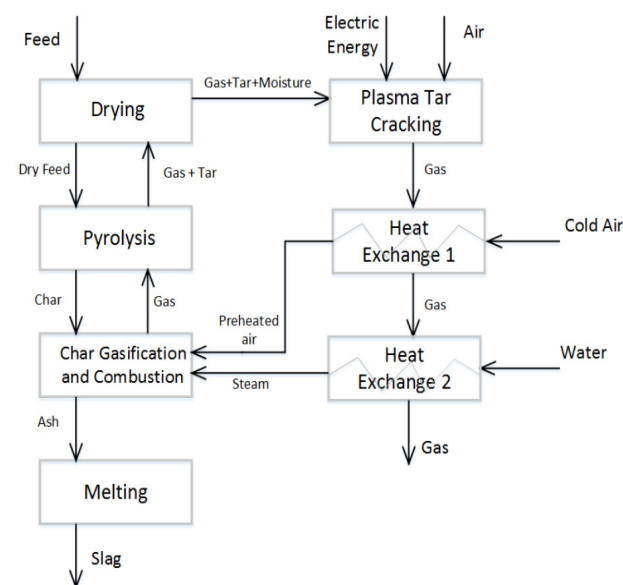 Feed
Electric
Energy
Air
Gas+Tar+Moisture
Drying
Plasma Tar
Cracking
Dry Feed
Gas + Tar
Gas
Pyrolysis
Heat
Exchange 1
Cold Air
Char
Gas
Preheated
air
Gas
Char Gasification
and Combustion
Steam
Heat
Exchange 2
Water
Ash
Gas
Melting
Slag